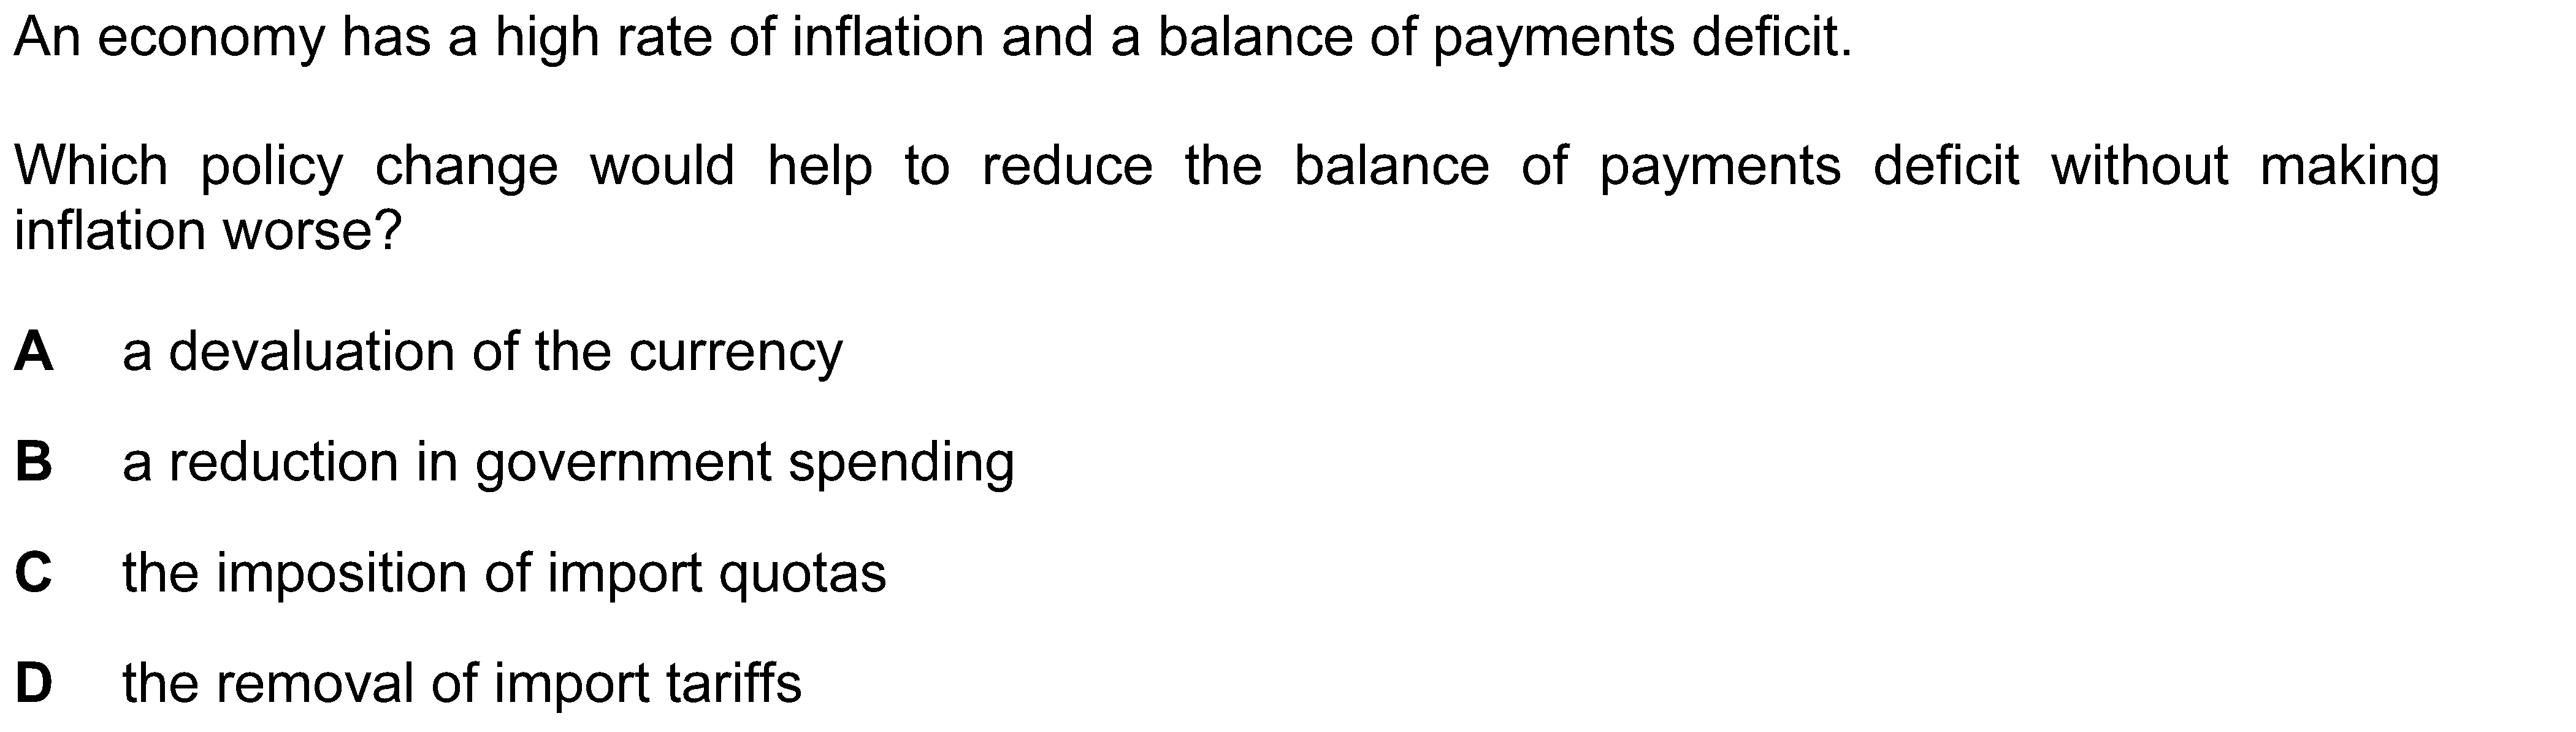 An economy has a high rate of inflation and a balance of payments deficit.
Which policy change would help to reduce the balance of payments deficit without making
inflation worse?
A a devaluation of the currency
B a reduction in government spending
C the imposition of import quotas
D the removal of import tariffs